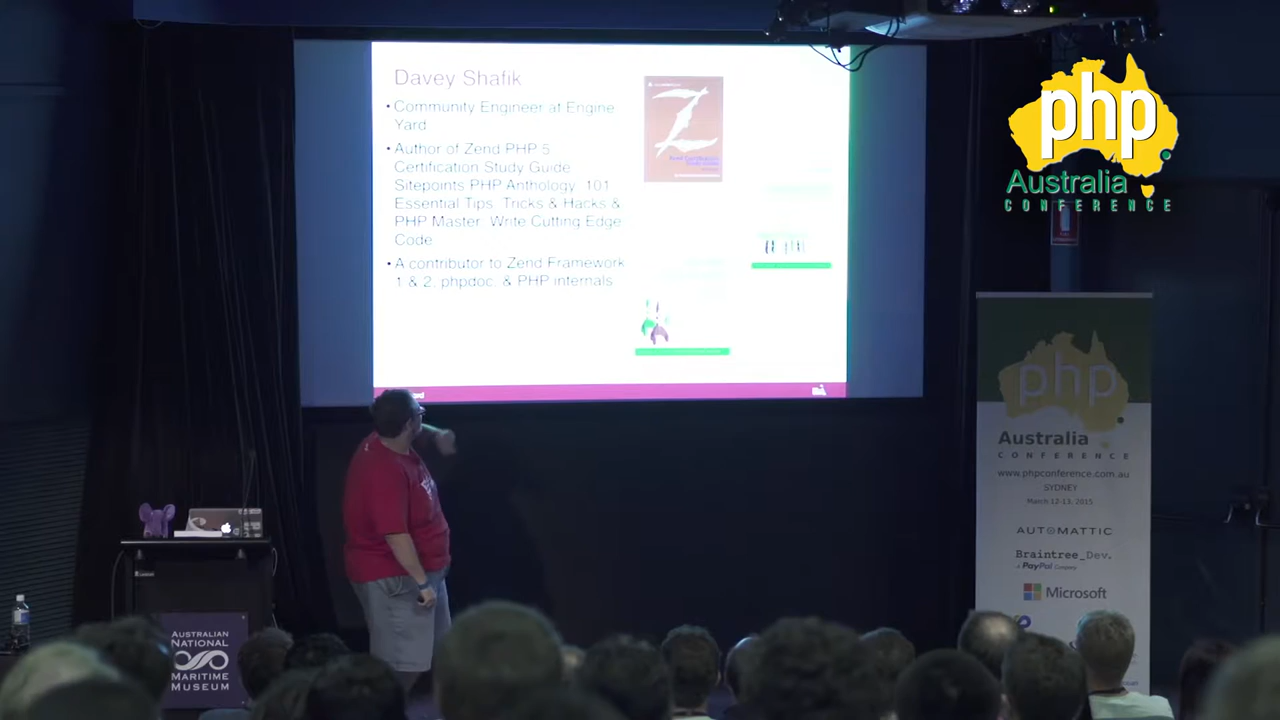 Davey Shafik
• Community Engineer at Engine
Yard
• Author of Zend PHP 5
Certification Study Guide
Sitepoints PHP Anthology: 101
Essential Tips, Tricks & Hacks &
PHP Master: Write Cutting Edge
Code
• A contributor to Zend Framework
1 & 2, phpdoc, & PHP internals
Z
php
Australia
CONFERENCE
php
Australia
CONFERENCE
www.phpconference.com.au
SYDNEY
March 12-13, 2015
AUTOMATTIC
Braintree_Dev.
A PayPal Company
Microsoft
AUSTRALIAN
NATIONAL
MARITIME
MUSEUM